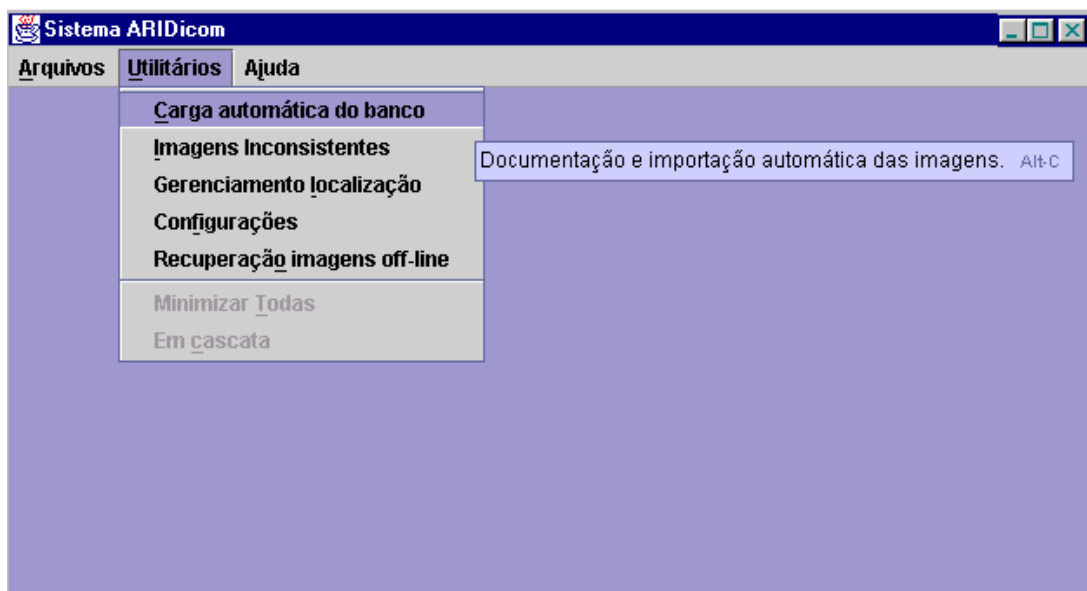 Sistema ARIDicom
Arquivos Utilitários Ajuda
Carga automática do banco
Imagens Inconsistentes
Documentação e importação automática das imagens. Alt-C
Gerenciamento localização
Configurações
Recuperação imagens off-line
Minimizar Todas
Em cascata